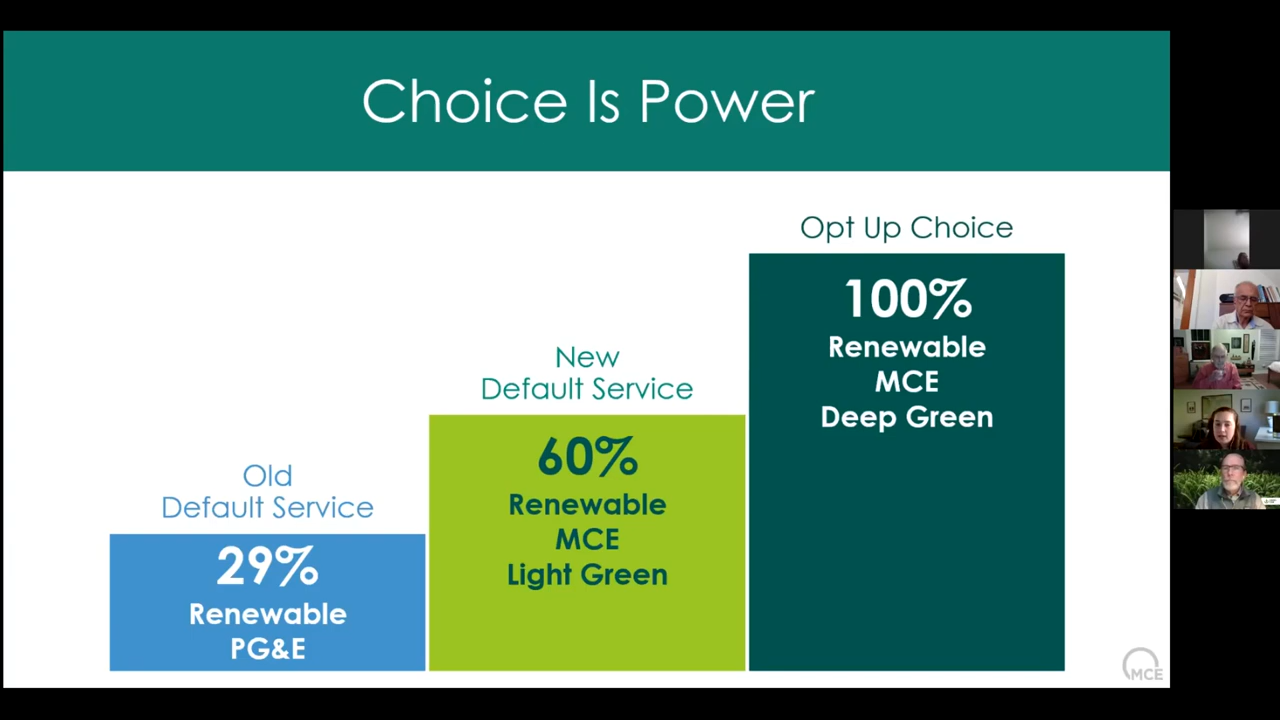 Choice Is Power
Opt Up Choice
100%
Renewable
MCE
Deep Green
New
Default Service
60%
Renewable
MCE
Light Green
Old
Default Service
29%
Renewable
PG&E
MCE